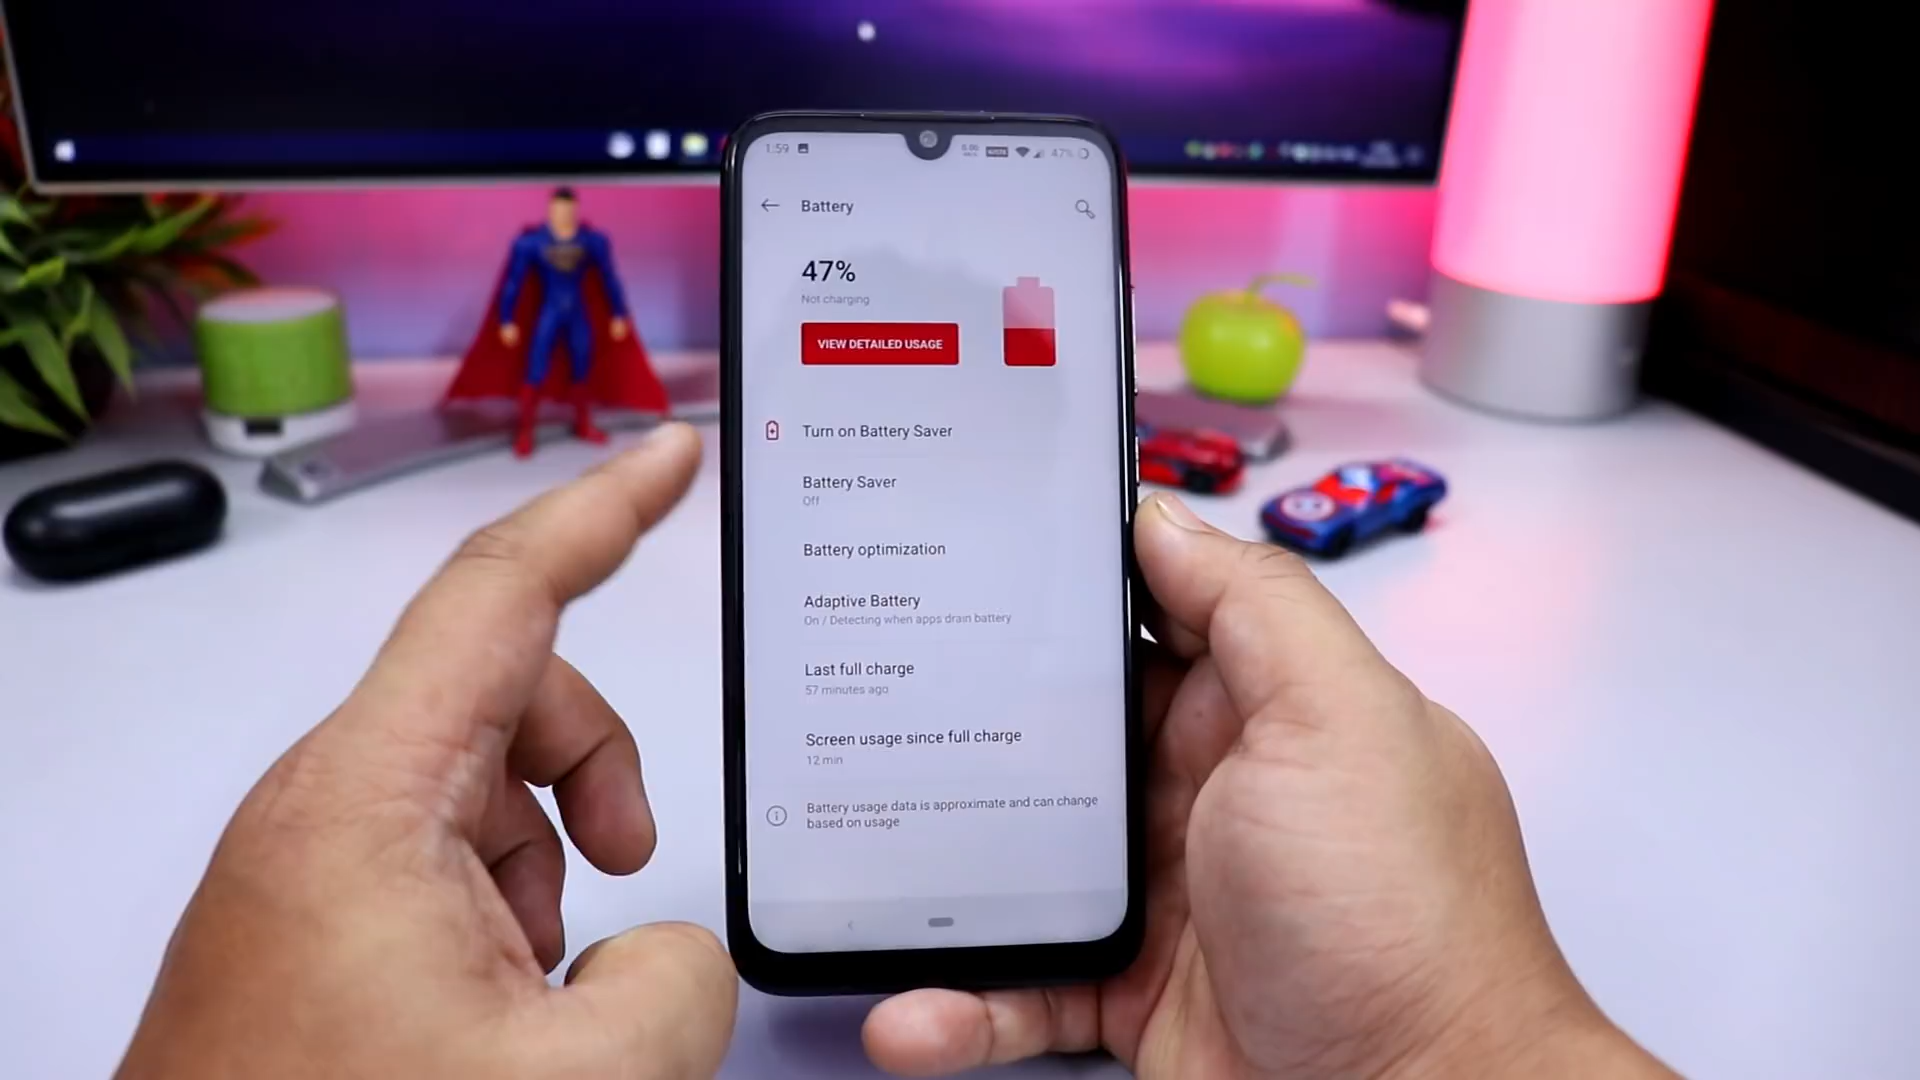 1:59
47%
Battery
47%
Not charging
VIEW DETAILED USAGE
Turn on Battery Saver
Battery Saver
Off
Battery optimization
Adaptive Battery
On / Detecting when apps drain battery
Last full charge
57 minutes ago
Screen usage since full charge
12 min
Battery usage data is approximate and can change
based on usage